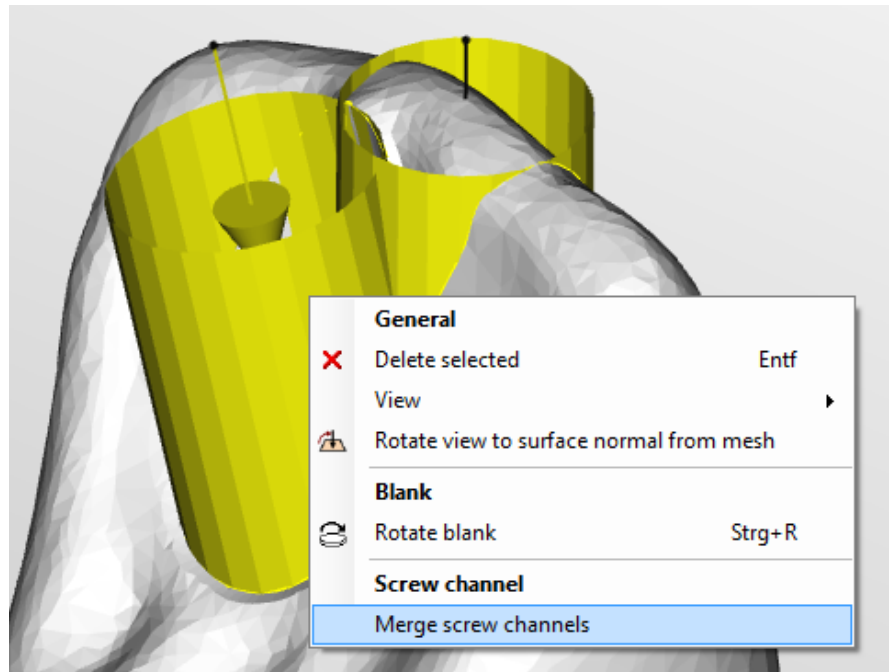 General
Delete selected Entf
View
Rotate view to surface normal from mesh
Blank
Rotate blank Strg+R
Screw channel
Merge screw channels